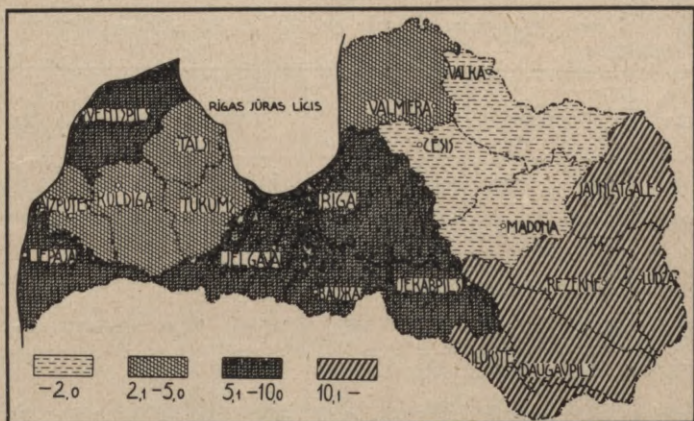 VALKA
RĪGAS JŪRAS LĪCIS
VALMIERA
VENTSPILS
TALSI
CĒSIS
JAUNLATGALE
AIZPUTE
KULDĪGA
TUKUMS
RĪGA
MADONA
LIEPĀJA
JELGAVA
RĒZEKNE
LUDZA
BAUSKA
JĒKABPILS
ILŪKSTE
DAUGAVPILS
–2,0
2,1–5,0
5,1–10,0
10,1–